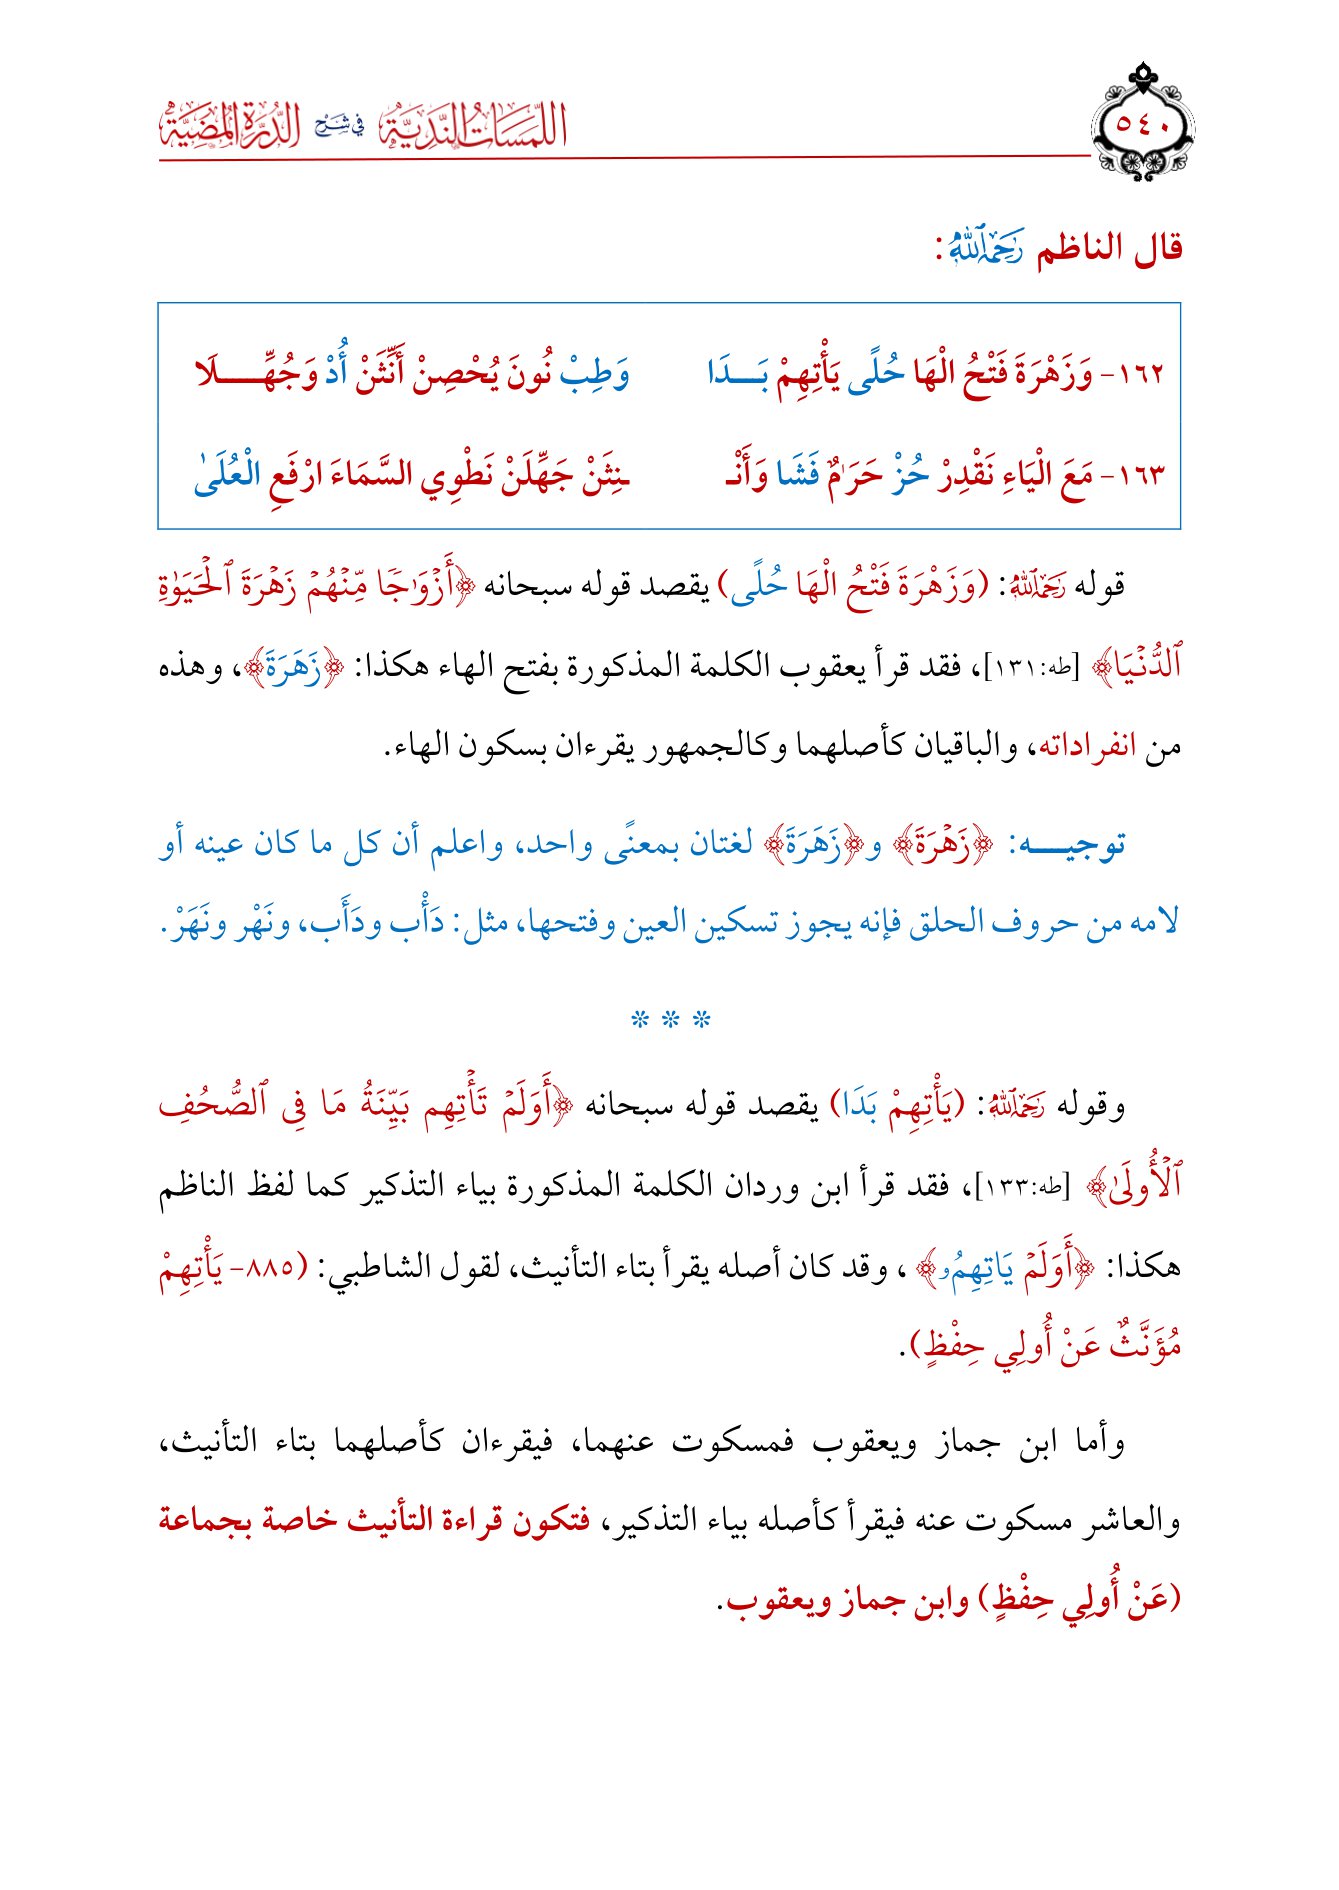 ٥٤٠
اللمسات الندية في شرح الدرة المضية
قال الناظم رَحِمَهُ ٱللَّهُ:
١٦٢- وَزَهْرَةَ فَتْحُ الْهَا حُلًى يَأْتِهِمْ بَـــدَا وَطِبْ نُونَ يُحْصِنْ أَنِّثَنْ أُدْ وَجُهِّـــــلَا
١٦٣- مَعَ الْيَاءِ نَقْدِرْ حُزْ حَرَٰمٌ فَشَا وَأَنْـ ـنِثَنْ جَهِّلَنْ نَطْوِي السَّمَاءَ ارْفَعِ الْعُلَىٰ
قوله رَحِمَهُ ٱللَّهُ: (وَزَهْرَةَ فَتْحُ الْهَا حُلًى) يقصد قوله سبحانه ﴿أَزۡوَٰجٗا مِّنۡهُمۡ زَهۡرَةَ ٱلۡحَيَوٰةِ
ٱلدُّنۡيَا﴾ [طه:١٣١]، فقد قرأ يعقوب الكلمة المذكورة بفتح الهاء هكذا: ﴿زَهَرَةَ﴾، وهذه
من انفراداته، والباقيان كأصلهما وكالجمهور يقرءان بسكون الهاء.
توجيـــه: ﴿زَهۡرَةَ﴾ و﴿زَهَرَةَ﴾ لغتان بمعنًى واحد، واعلم أن كل ما كان عينه أو
لامه من حروف الحلق فإنه يجوز تسكين العين وفتحها، مثل: دَأْب ودَأَب، ونَهْر ونَهَرْ.
* * *
وقوله رَحِمَهُ ٱللَّهُ: (يَأْتِهِمْ بَدَا) يقصد قوله سبحانه ﴿أَوَلَمۡ تَأۡتِهِم بَيِّنَةُ مَا فِي ٱلصُّحُفِ
ٱلۡأُولَىٰ﴾ [طه:١٣٣]، فقد قرأ ابن وردان الكلمة المذكورة بياء التذكير كما لفظ الناظم
هكذا: ﴿أَوَلَمۡ يَاتِهِمُۥ﴾ ، وقد كان أصله يقرأ بتاء التأنيث، لقول الشاطبي: (٨٨٥- يَأْتِهِمْ
مُؤَنَّثٌ عَنْ أُولِي حِفْظٍ).
وأما ابن جماز ويعقوب فمسكوت عنهما، فيقرءان كأصلهما بتاء التأنيث،
والعاشر مسكوت عنه فيقرأ كأصله بياء التذكير، فتكون قراءة التأنيث خاصة بجماعة
(عَنْ أُولِي حِفْظٍ) وابن جماز ويعقوب.